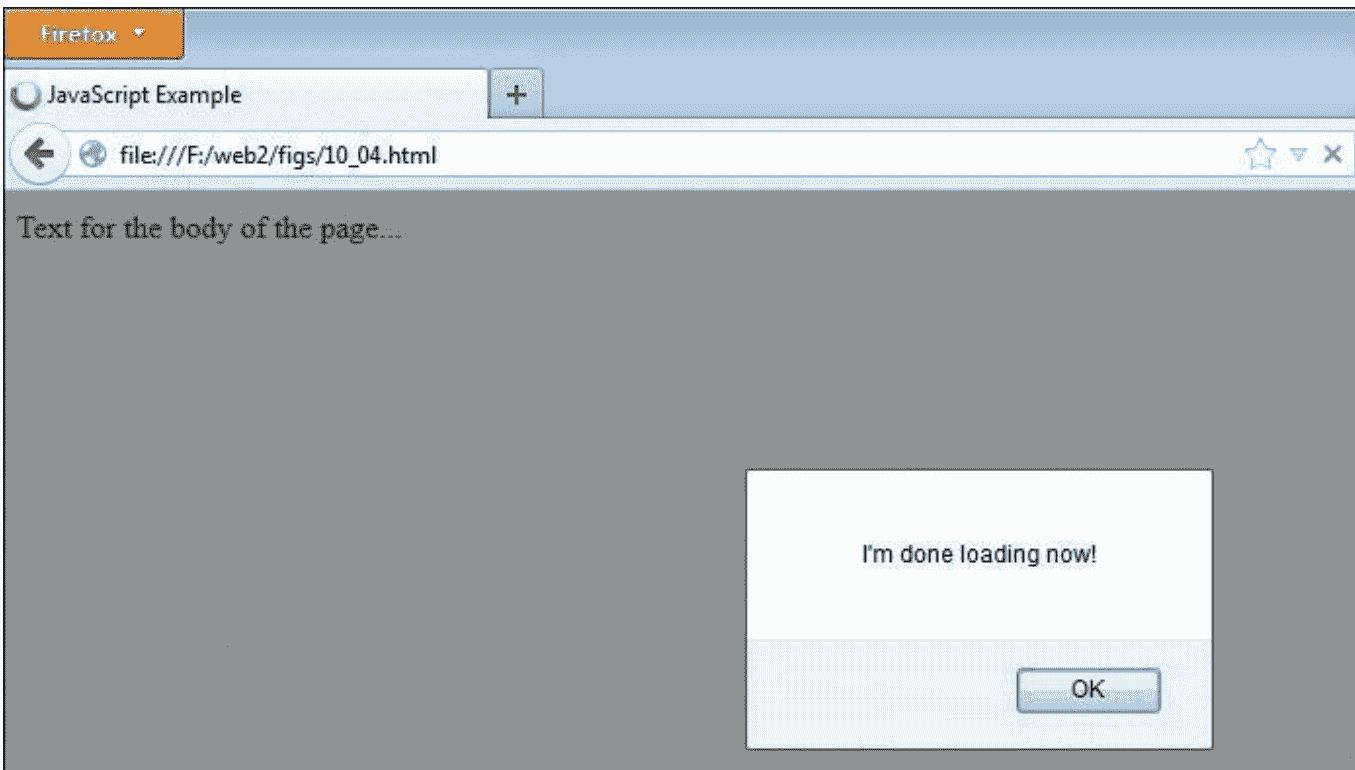 Firefox
JavaScript Example
file:///F:/web2/figs/10_04.html
Text for the body of the page...
I'm done loading now!
OK